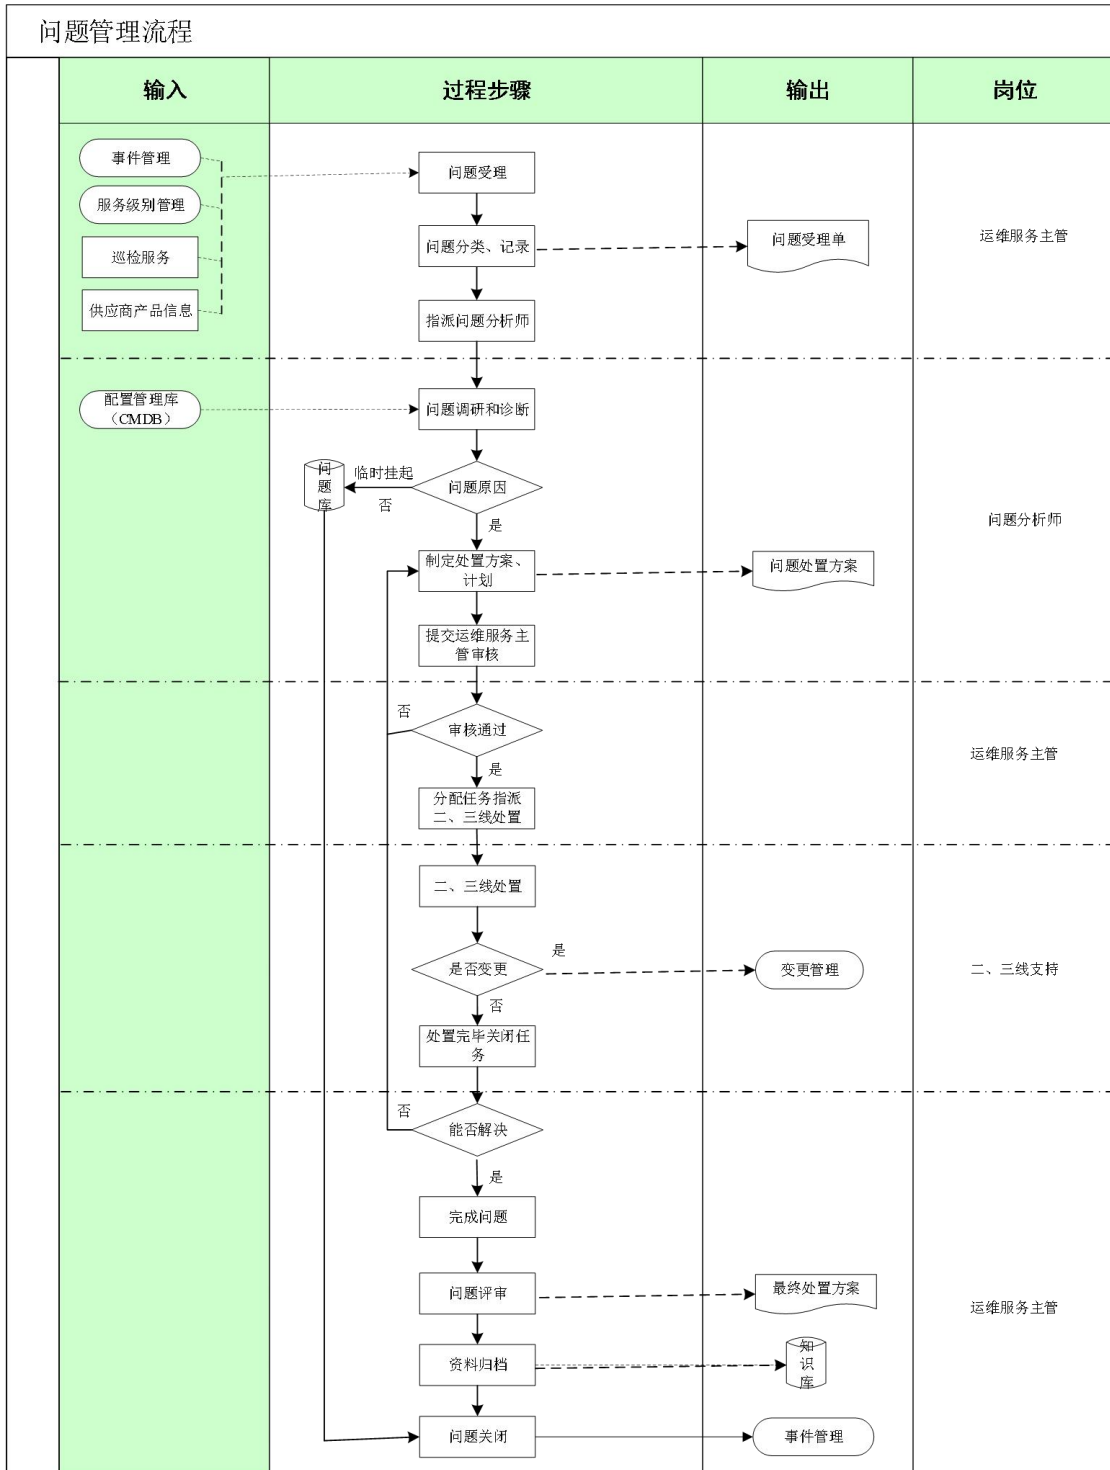 问题管理流程
输入
过程步骤
输出
岗位
事件管理
服务级别管理
巡检服务
供应商产品信息
问题受理
问题分类、记录
指派问题分析师
问题受理单
运维服务主管
配置管理库
（CMDB）
问题调研和诊断
问
题
库
临时挂起
否
问题原因
是
制定处置方案、
计划
问题处置方案
问题分析师
提交运维服务主
管审核
否
审核通过
是
分配任务指派
二、三线处置
运维服务主管
二、三线处置
是否变更
是
变更管理
二、三线支持
否
处置完毕关闭任
务
否
能否解决
是
完成问题
问题评审
最终处置方案
运维服务主管
资料归档
知
识
库
问题关闭
事件管理